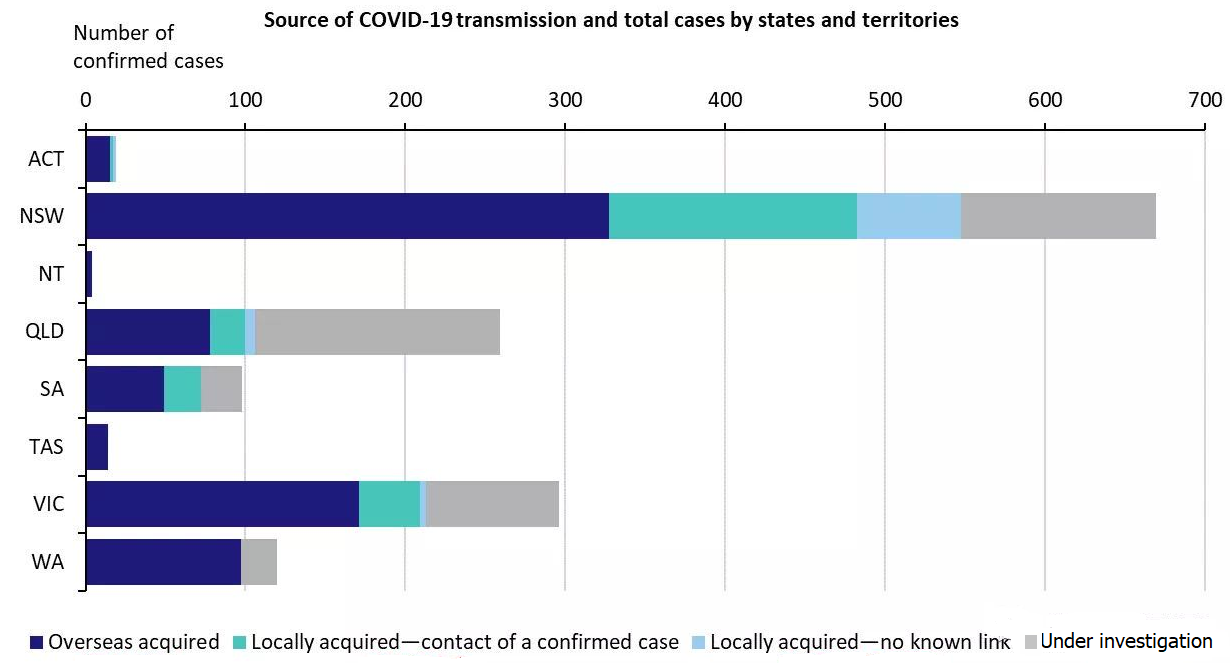 Source of COVID-19 transmission and total cases by states and territories
Number of
confirmed cases
0 100 200 300 400 500 600 700
ACT
NSW
NT
QLD
SA
TAS
VIC
WA
Overseas acquired Locally acquired—contact of a confirmed case Locally acquired—no known link Under investigation